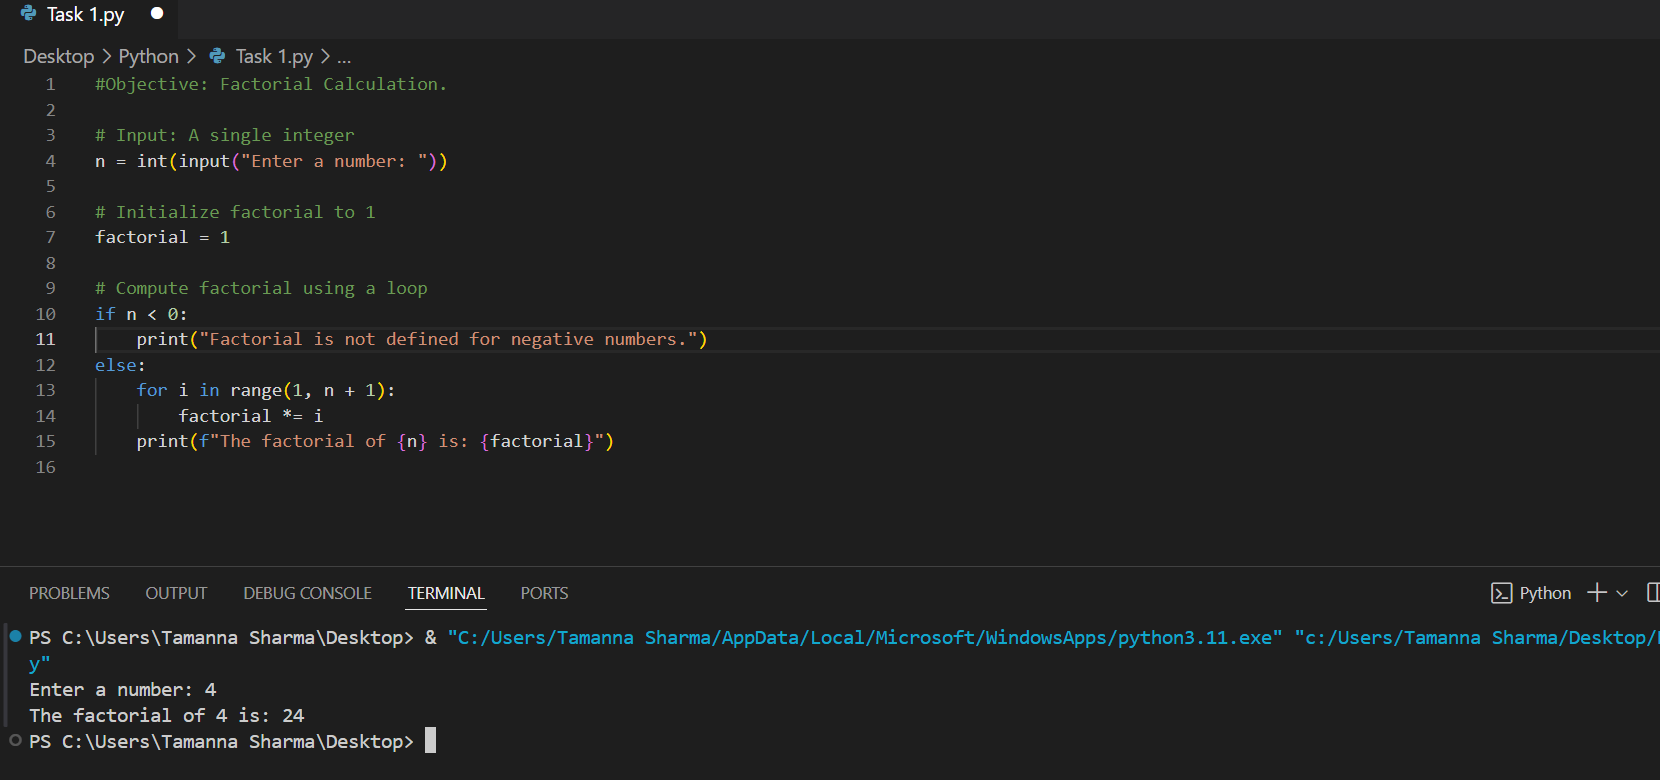 Task 1.py
Desktop > Python > Task 1.py > ...
1 #Objective: Factorial Calculation.
2
3 # Input: A single integer
4 n = int(input("Enter a number: "))
5
6 # Initialize factorial to 1
7 factorial = 1
8
9 # Compute factorial using a loop
10 if n < 0:
11     print("Factorial is not defined for negative numbers.")
12 else:
13     for i in range(1, n + 1):
14         factorial *= i
15     print(f"The factorial of {n} is: {factorial}")
16
PROBLEMS OUTPUT DEBUG CONSOLE TERMINAL PORTS Python
PS C:\Users\Tamanna Sharma\Desktop> & "C:/Users/Tamanna Sharma/AppData/Local/Microsoft/WindowsApps/python3.11.exe" "c:/Users/Tamanna Sharma/Desktop/
y"
Enter a number: 4
The factorial of 4 is: 24
PS C:\Users\Tamanna Sharma\Desktop>